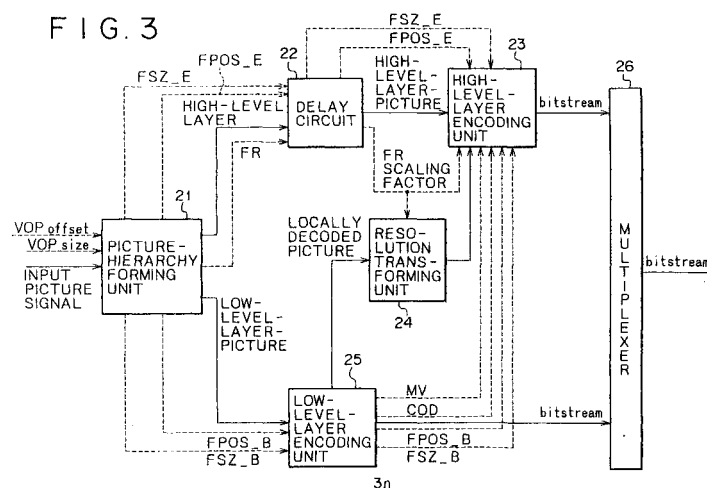 FIG. 3
FSZ_E
FPOS_E
22
23
26
FPOS_E
FSZ_E
HIGH-LEVEL
LAYER
DELAY
CIRCUIT
HIGH-
LEVEL-
LAYER-
PICTURE
HIGH-
LEVEL-
LAYER
ENCODING
UNIT
bitstream
FR
FR
SCALING
FACTOR
21
VOP offset
VOP size
INPUT
PICTURE
SIGNAL
PICTURE-
HIERARCHY
FORMING
UNIT
LOCALLY
DECODED
PICTURE
RESO-
LUTION
TRANS-
FORMING
UNIT
24
MULTIPLEXER
bitstream
LOW-
LEVEL-
LAYER-
PICTURE
25
LOW-
LEVEL-
LAYER
ENCODING
UNIT
MV
COD
bitstream
FPOS_B
FSZ_B
FPOS_B
FSZ_B
3n